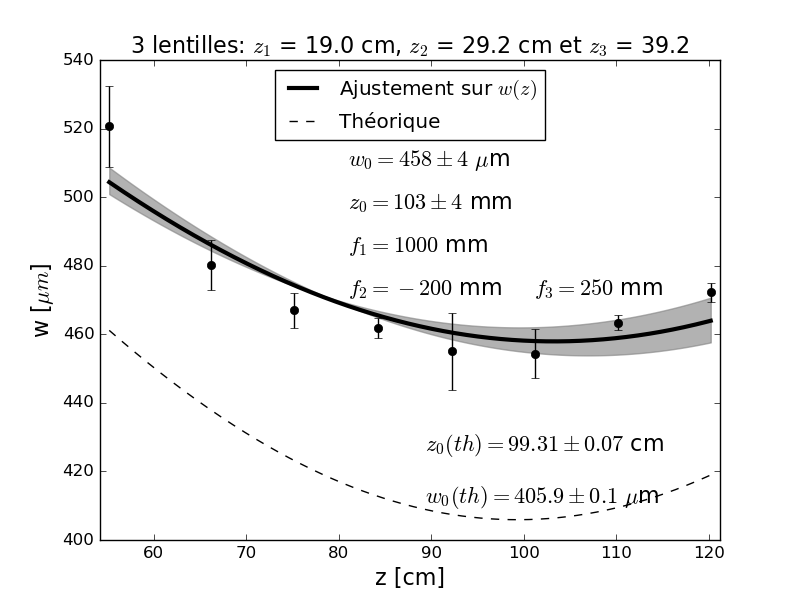 3 lentilles: z₁ = 19.0 cm, z₂ = 29.2 cm et z₃ = 39.2
Ajustement sur w(z)
Théorique
w₀ = 458 ± 4 μm
z₀ = 103 ± 4 mm
f₁ = 1000 mm
f₂ = −200 mm f₃ = 250 mm
z₀(th) = 99.31 ± 0.07 cm
w₀(th) = 405.9 ± 0.1 μm
w [μm]
540
520
500
480
460
440
420
400
60 70 80 90 100 110 120
z [cm]